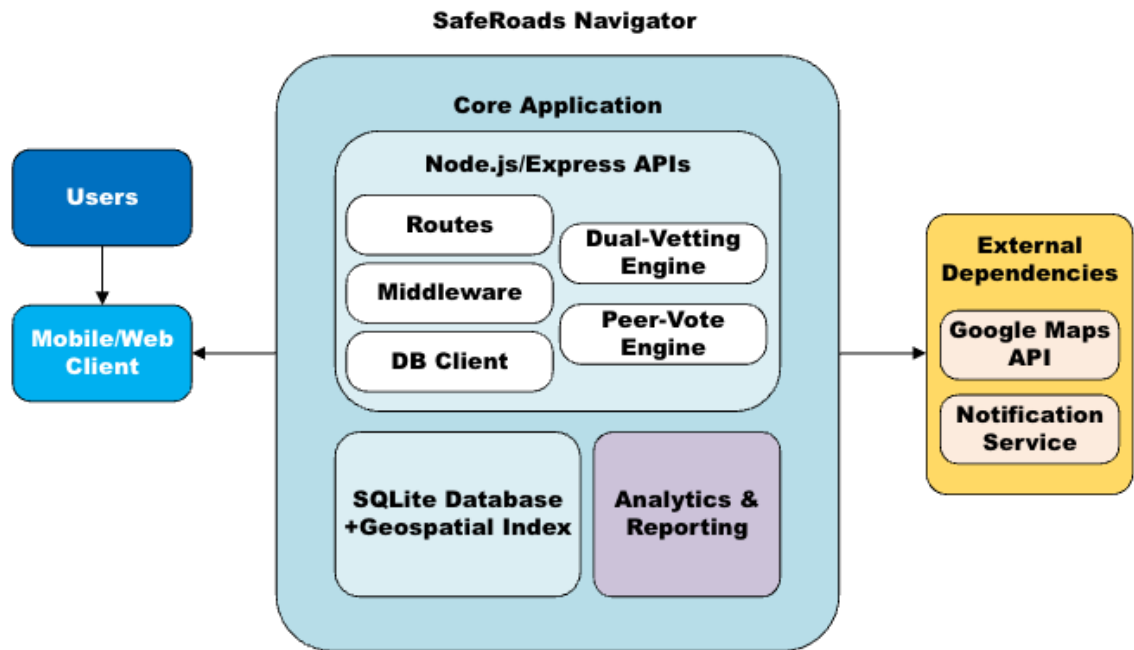 SafeRoads Navigator
Users
Mobile/Web
Client
Core Application
Node.js/Express APIs
Routes
Middleware
DB Client
Dual-Vetting
Engine
Peer-Vote
Engine
SQLite Database
+Geospatial Index
Analytics &
Reporting
External
Dependencies
Google Maps
API
Notification
Service